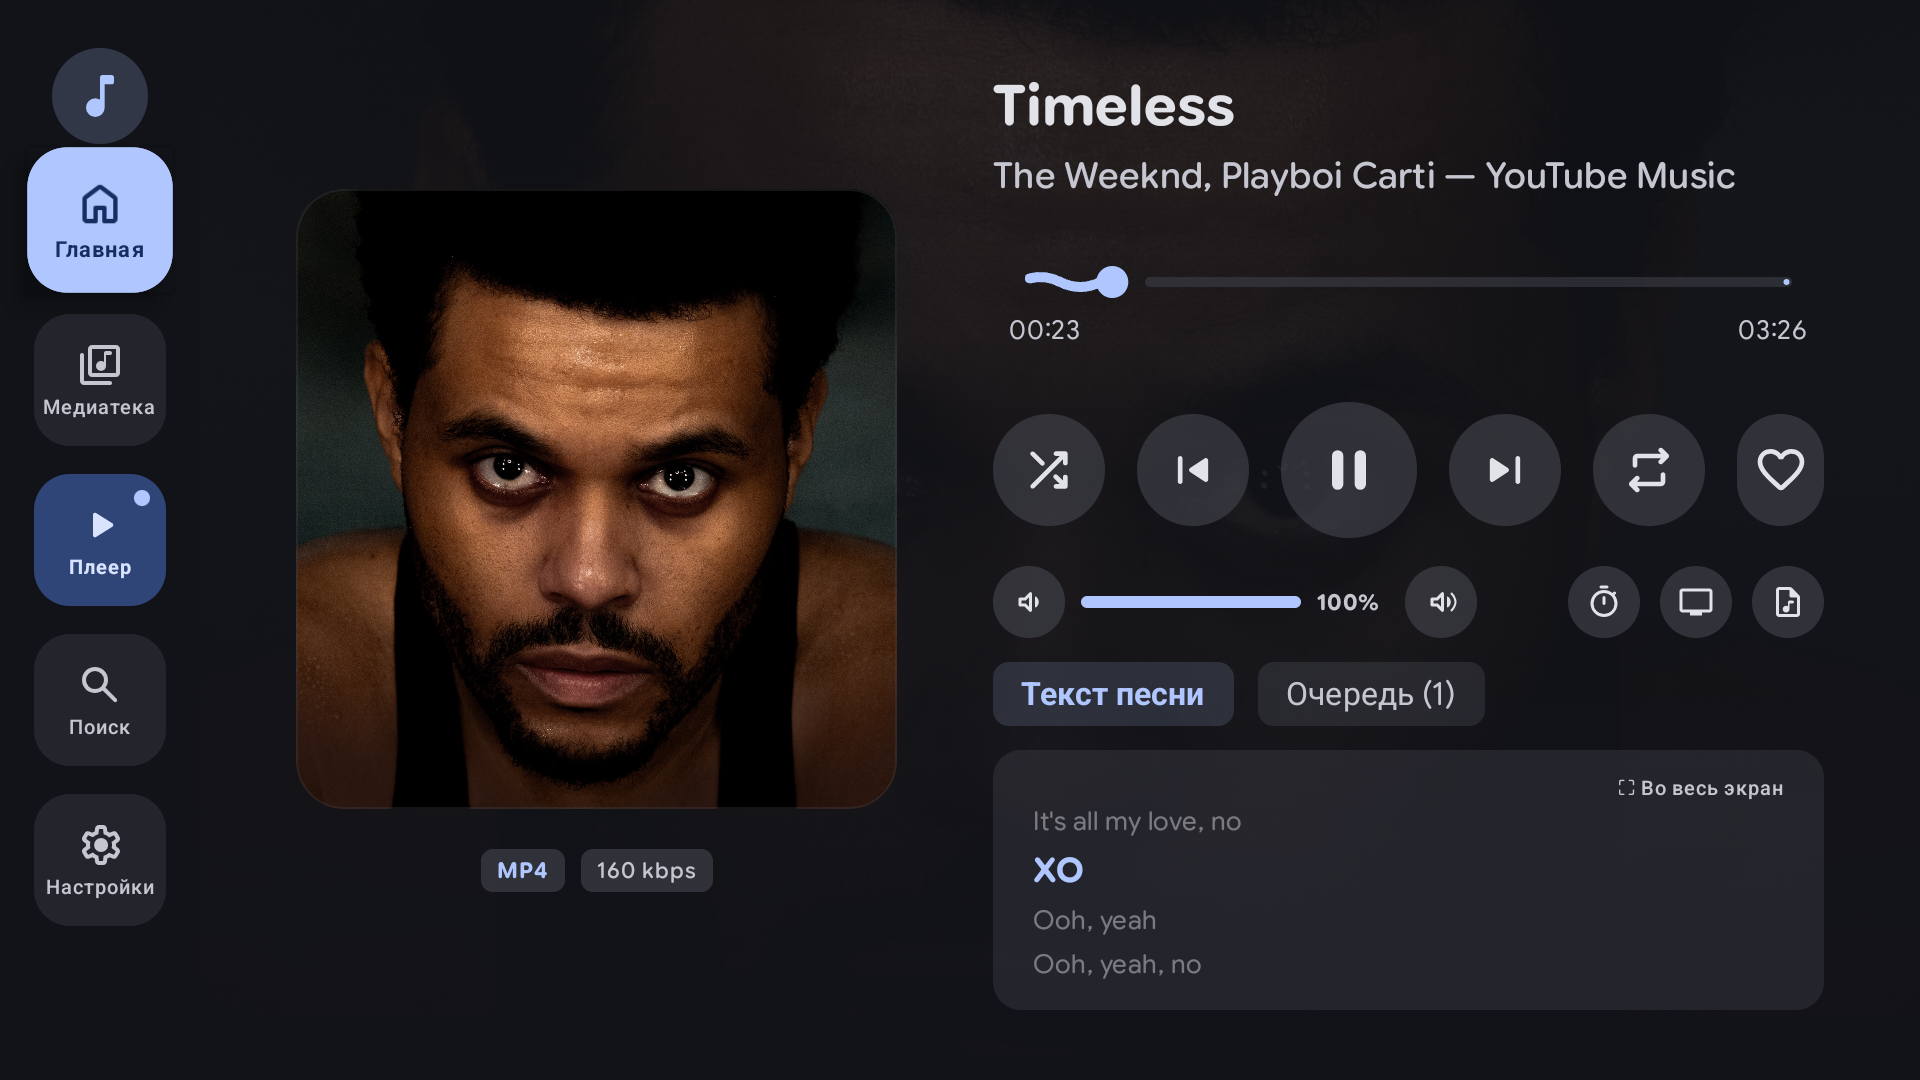 Главная
Медиатека
Плеер
Поиск
Настройки
MP4
160 kbps
Timeless
The Weeknd, Playboi Carti — YouTube Music
00:23
03:26
100%
Текст песни
Очередь (1)
Во весь экран
It's all my love, no
XO
Ooh, yeah
Ooh, yeah, no